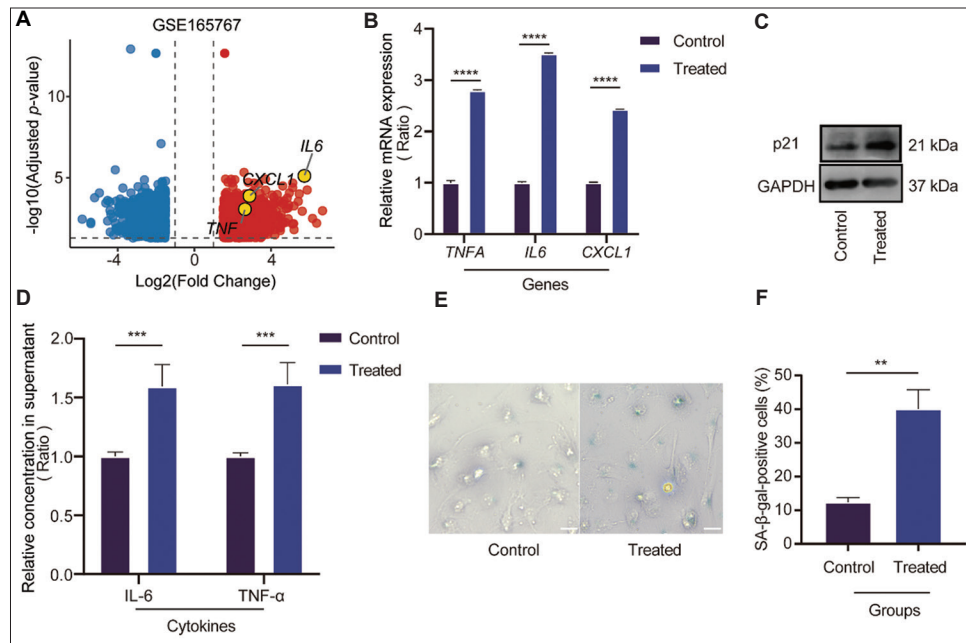 A
GSE165767
-log10(Adjusted p-value)
10
5
IL6
CXCL1
TNF
-4
0
4
Log2(Fold Change)
B
Relative mRNA expression
( Ratio )
4
3
2
1
0
****
****
****
Control
Treated
TNFA
IL6
CXCL1
Genes
C
p21
21 kDa
GAPDH
37 kDa
Control
Treated
D
Relative concentration in supernatant
( Ratio )
2.0
1.5
1.0
0.5
0.0
***
***
Control
Treated
IL-6
TNF-α
Cytokines
E
Control
Treated
F
SA-β-gal-positive cells (%)
50
40
30
20
10
0
**
Control
Treated
Groups